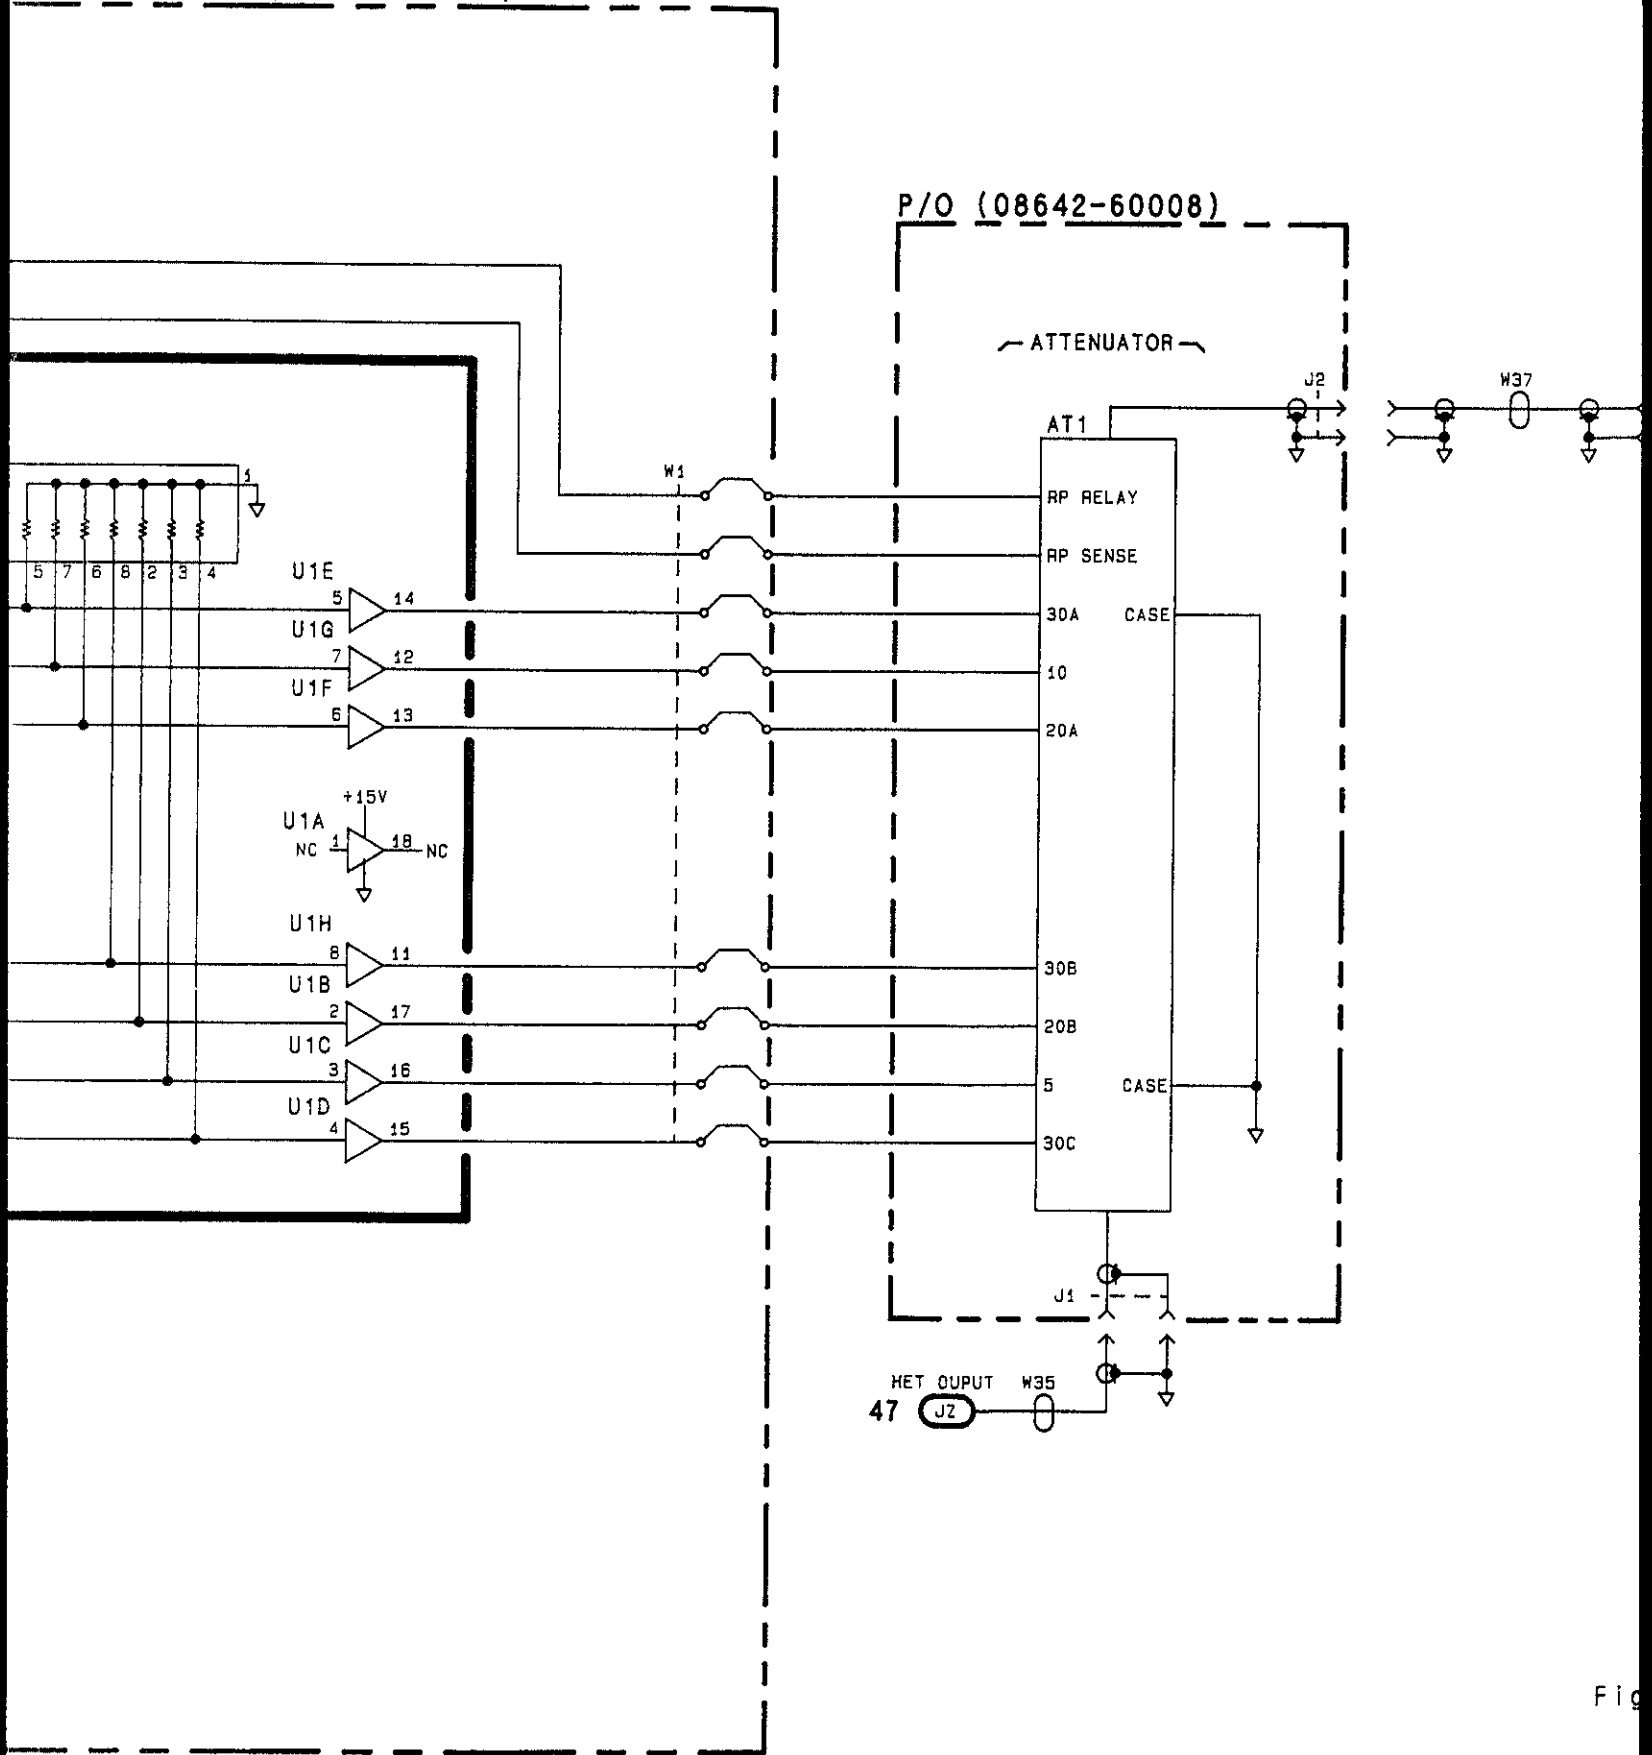 P/O (08642-60008)
ATTENUATOR
J2
W37
AT1
W1
1
RP RELAY
RP SENSE
5 7 6 8 2 3 4
U1E
5 14
30A
CASE
U1G
7 12
10
U1F
6 13
20A
+15V
U1A
NC 1 18 NC
U1H
8 11
30B
U1B
2 17
20B
U1C
3 16
5
CASE
U1D
4 15
30C
J1
HET OUPUT W35
47 J2
Fig